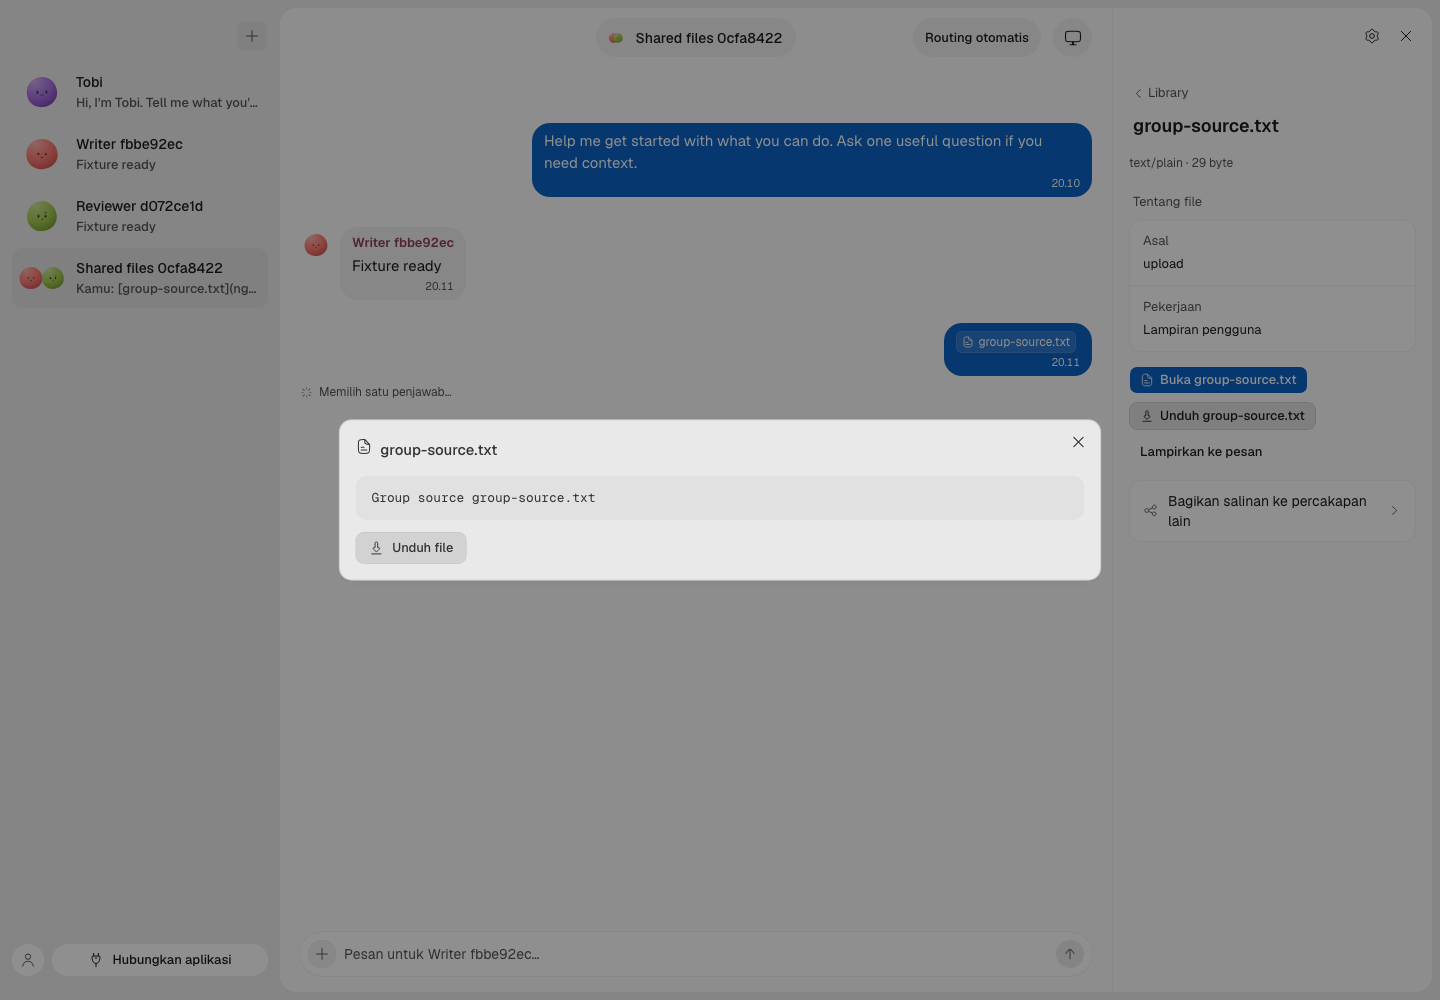 Tobi
Hi, I'm Tobi. Tell me what you'...
Writer fbbe92ec
Fixture ready
Reviewer d072ce1d
Fixture ready
Shared files 0cfa8422
Kamu: [group-source.txt](ng...
Hubungkan aplikasi
Shared files 0cfa8422
Routing otomatis
Help me get started with what you can do. Ask one useful question if you
need context.
20.10
Writer fbbe92ec
Fixture ready
20.11
group-source.txt
20.11
Memilih satu penjawab...
group-source.txt
Group source group-source.txt
Unduh file
Pesan untuk Writer fbbe92ec...
Library
group-source.txt
text/plain · 29 byte
Tentang file
Asal
upload
Pekerjaan
Lampiran pengguna
Buka group-source.txt
Unduh group-source.txt
Lampirkan ke pesan
Bagikan salinan ke percakapan
lain